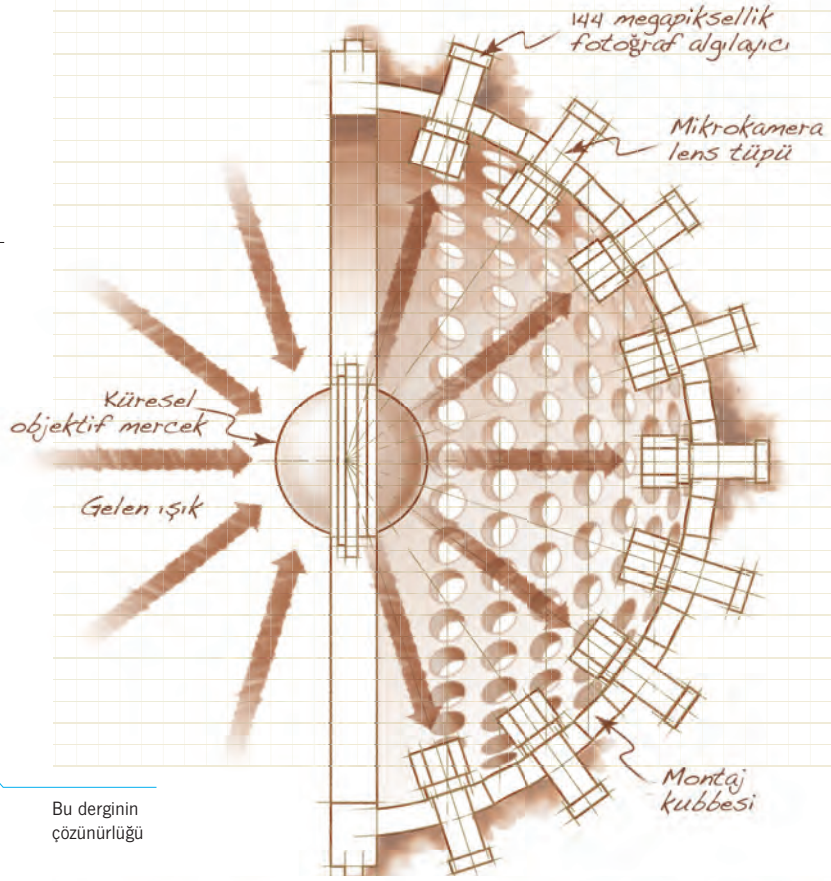 144 megapiksellik
fotoğraf algılayıcı
Mikrokamera
lens tüpü
Küresel
objektif mercek
Gelen ışık
Montaj
kubbesi
Bu derginin
çözünürlüğü